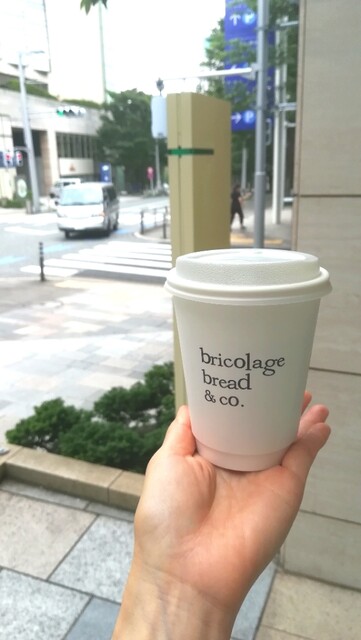 bricolage
bread
& co.
P
P